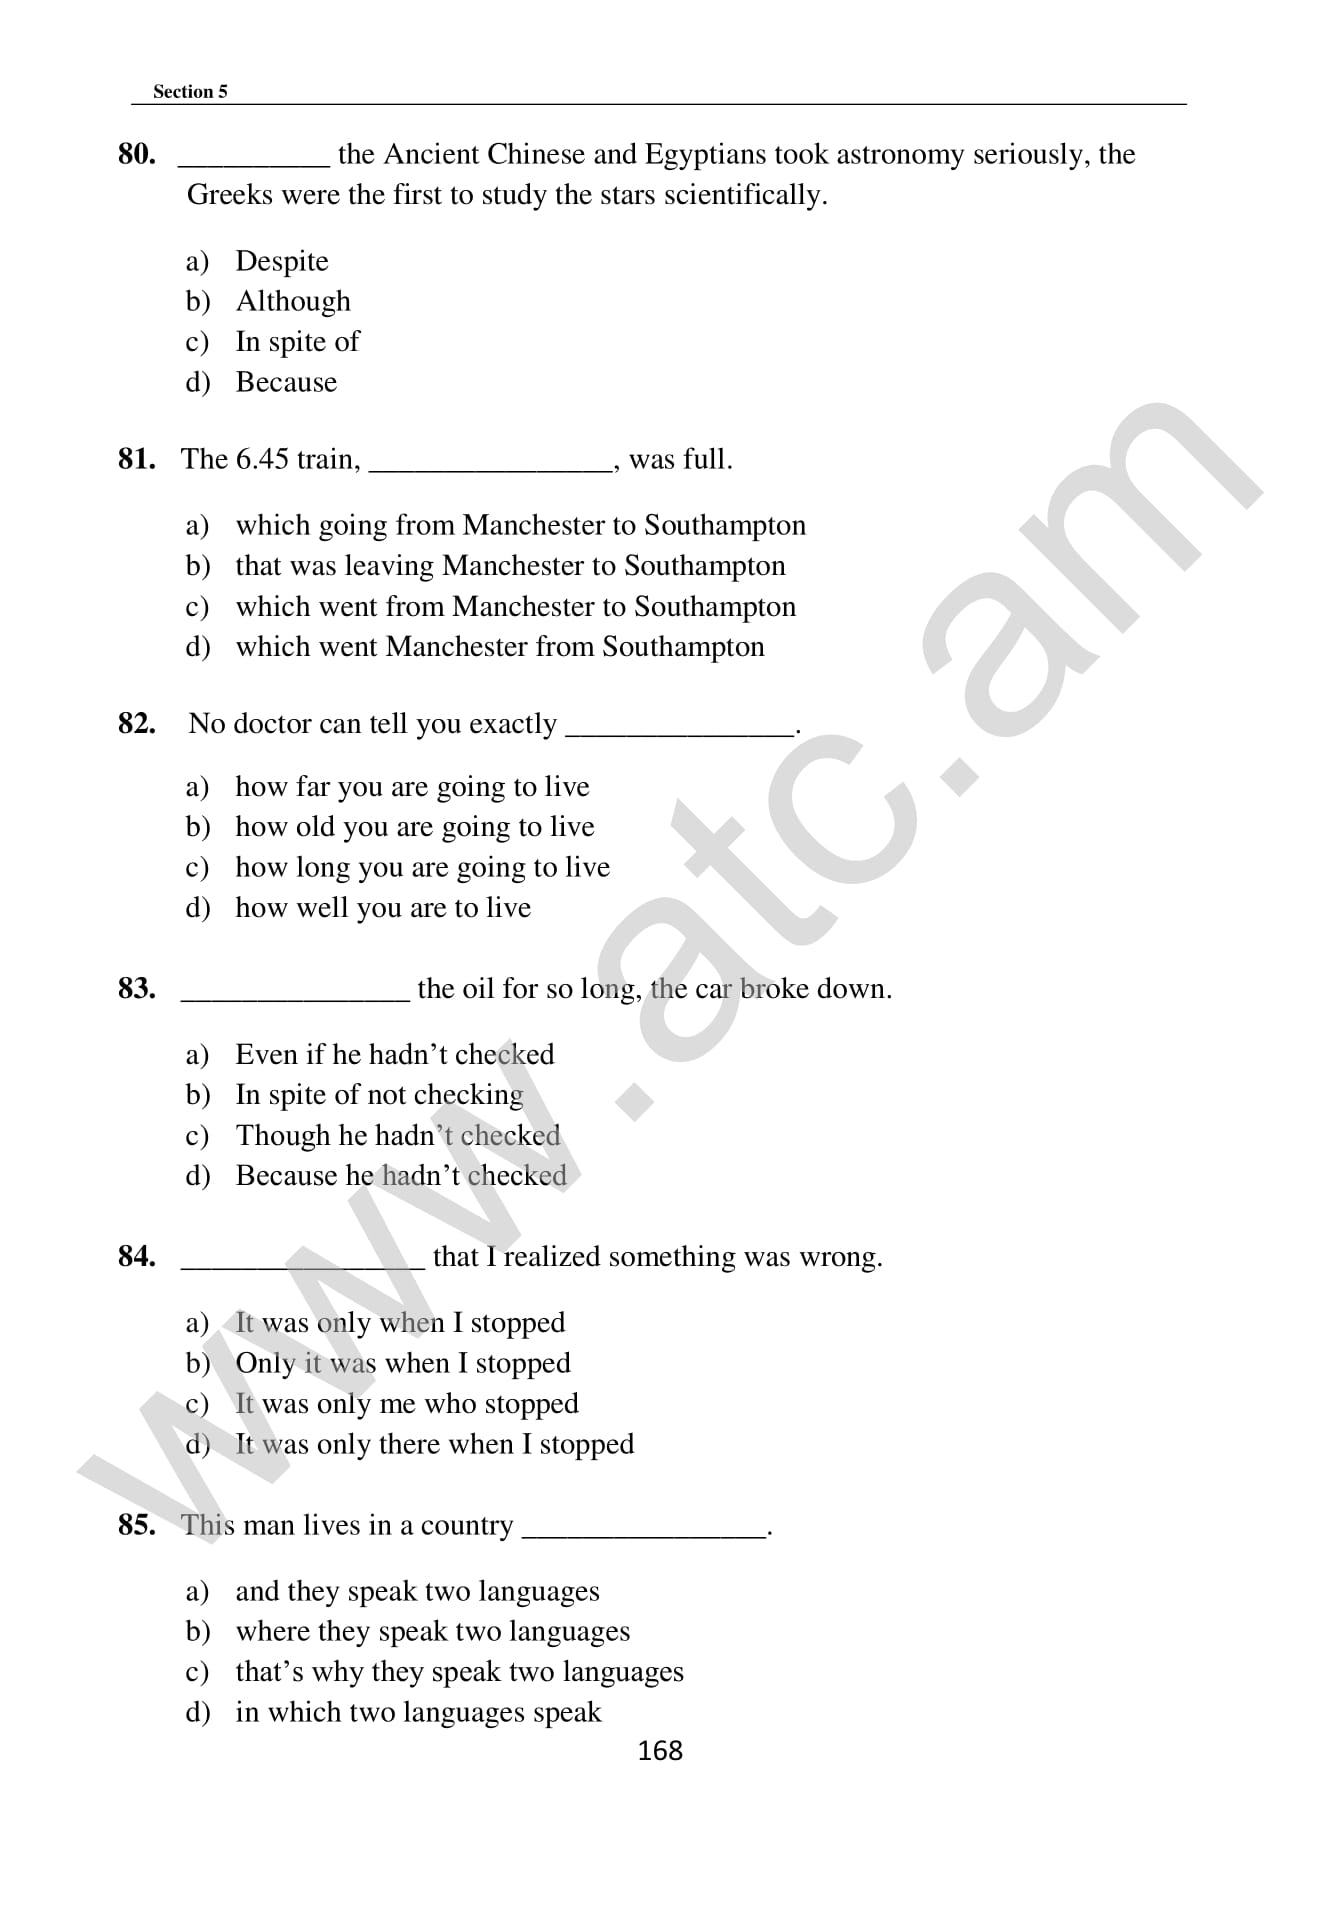 Section 5
80. __________ the Ancient Chinese and Egyptians took astronomy seriously, the
Greeks were the first to study the stars scientifically.
a) Despite
b) Although
c) In spite of
d) Because
81. The 6.45 train, ________________, was full.
a) which going from Manchester to Southampton
b) that was leaving Manchester to Southampton
c) which went from Manchester to Southampton
d) which went Manchester from Southampton
82. No doctor can tell you exactly _______________.
a) how far you are going to live
b) how old you are going to live
c) how long you are going to live
d) how well you are to live
83. _______________ the oil for so long, the car broke down.
a) Even if he hadn’t checked
b) In spite of not checking
c) Though he hadn’t checked
d) Because he hadn’t checked
84. ________________ that I realized something was wrong.
a) It was only when I stopped
b) Only it was when I stopped
c) It was only me who stopped
d) It was only there when I stopped
85. This man lives in a country ________________.
a) and they speak two languages
b) where they speak two languages
c) that’s why they speak two languages
d) in which two languages speak
168
www.atc.am